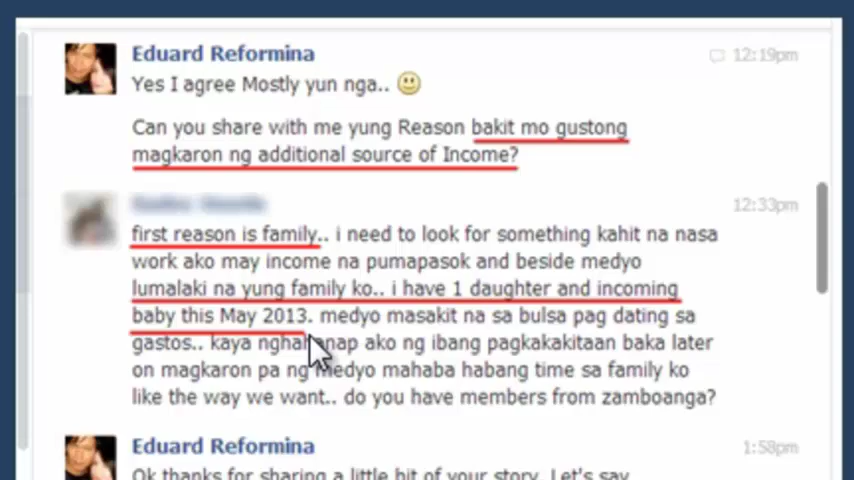 Eduard Reformina
12:19pm
Yes I agree Mostly yun nga..
Can you share with me yung Reason bakit mo gustong
magkaron ng additional source of Income?
12:33pm
first reason is family.. i need to look for something kahit na nasa
work ako may income na pumapasok and beside medyo
lumalaki na yung family ko.. i have 1 daughter and incoming
baby this May 2013. medyo masakit na sa bulsa pag dating sa
gastos.. kaya ako ng ibang pagkakakitaan baka later
on magkaron pa ng medyo mahaba habang time sa family ko
like the way we want.. do you have members from zamboanga?
Eduard Reformina
1:58pm
Ok thanks for sharing a little bit of your story. Let's say